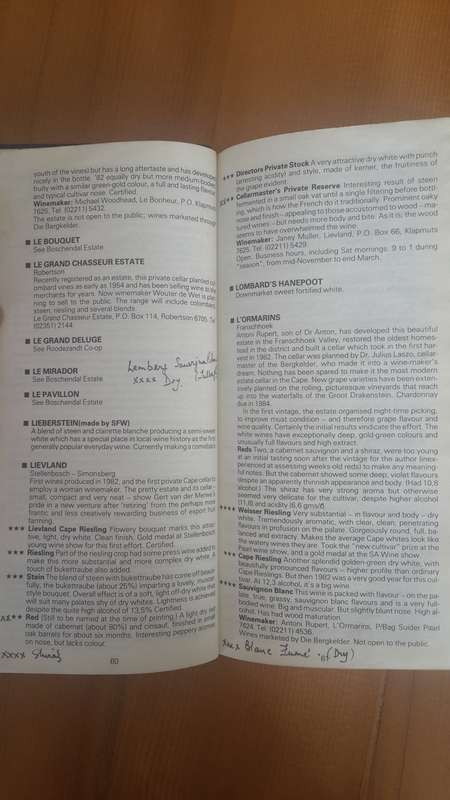 youth of the vines) but has a long aftertaste and has developed
nicely in the bottle. '82 equally dry but more medium-bodied
fruity with a similar green-gold colour, a full and lasting flavour
and typical cultivar nose. Certified.
Winemaker: Michael Woodhead, Le Bonheur, P.O. Klapmuts
7625, Tel (02211) 5432.
The estate is not open to the public; wines marketed through
Die Bergkelder.
■ LE BOUQUET
See Boschendal Estate
■ LE GRAND CHASSEUR ESTATE
Robertson
Recently registered as an estate, this private cellar planted
bard vines as early as 1954 and has been selling wine to
merchants for years. Now winemaker Wouter de Wet is plan-
ning to sell to the public. The range will include colombard,
steen, riesling and several blends.
Le Grand Chasseur Estate, P.O. Box 114, Robertson 6705. Tel
(02351) 2144.
■ LE GRAND DELUGE
See Roodezandt Co-op
■ LE MIRADOR
See Boschendal Estate
Sauvignon
xxxx Dry.
■ LE PAVILLON
See Boschendal Estate
■ LIEBERSTEIN (made by SFW)
A blend of steen and clairette blanche producing a semi-sweet
white which has a special place in local wine history as the first
generally popular everyday wine. Currently making a comeback.
■ LIEVLAND
Stellenbosch – Simonsberg
First wines produced in 1982, and the first private Cape cellar to
employ a woman winemaker. The pretty estate and its cellar –
small, compact and very neat – show Gert van der Merwe's
pride in a new venture after 'retiring' from the perhaps more
frantic and less creatively rewarding business of export fruit
farming.
★★★ Lievland Cape Riesling Flowery bouquet marks this attrac-
tive, light, dry white. Clean finish. Gold medal at Stellenbosch
young wine show for this first effort. Certified.
★★★ Riesling Part of the riesling crop had some press wine added to
make this more substantial and more complex dry white. A
touch of bukettraube also added.
★★★ Stein The blend of steen with bukettraube has come off beauti-
fully, the bukettraube (about 25%) imparting a lovely, muscat
style bouquet. Overall effect is of a soft, light off-dry white that
will suit many palates shy of dry whites. Lightness is achieved
despite the quite high alcohol of 13,5%. Certified.
★★ Red (Still to be named at the time of printing.) A light dry red
made of cabernet (80%) and cinsaut, finished in small
oak barrels for about six months. Interesting peppery aromas
on nose, but lacks colour.
xxxx Shiraz
60
★★★ Directors Private Stock A very attractive dry white with punch
(arresting acidity) and style, made of kerner, the fruitiness of
the grape evident.
★★ Cellarmaster's Private Reserve Interesting result of steen
fermented in a small oak vat until a single filtering before bottl-
ing, which is how the French do it traditionally. Prominent oaky
nose and finish – appealing to those accustomed to wood – ma-
tured wines – but needs more body and bite. As it is, the wood
seems to have overwhelmed the wine.
Winemaker: Janey Muller, Lievland, P.O. Box 66, Klapmuts
7625. Tel (02211) 5429.
Open: Business hours, including Sat mornings. 9 to 1 during
"season", from mid-November to end March.
■ LOMBARD'S HANEPOOT
Downmarket sweet fortified white.
■ L'ORMARINS
Franschhoek
Antoni Rupert, son of Dr Anton, has developed this beautiful
estate in the Franschhoek Valley, restored the oldest homes-
tead in the district and built a cellar which took in the first har-
vest in 1982. The cellar was planned by Dr. Julius Laszlo, cellar-
master of the Bergkelder, who made it into a wine-maker's
dream. Nothing has been spared to make it the most modern
estate cellar in the Cape. New grape varieties have been exten-
sively planted on the rolling, picturesque vineyards that reach
up into the waterfalls of the Groot Drakenstein. Chardonnay
due in 1984.
In this first vintage, the estate organised night-time picking,
to improve must condition – and therefore grape flavour and
wine quality. Certainly the initial results vindicate the effort. The
white wines have exceptionally deep, gold-green colours and
unusually full flavours and high extract.
Reds Two, a cabernet sauvignon and a shiraz, were too young
at an initial tasting soon after the vintage for the author (inex-
perienced at assessing weeks old reds) to make any meaning-
ful notes. But the cabernet showed some deep, violet flavours
despite an apparently thinnish appearance and body. (Had 10,8
alcohol.) The shiraz has very strong aroma but otherwise
seemed very delicate for the cultivar, despite higher alcohol
(11,8) and acidity (6,6 gms/ℓ).
★★★★ Weisser Riesling Very substantial – in flavour and body – dry
white. Tremendously aromatic, with clear, clean, penetrating
flavours in profusion on the palate. Gorgeously round, full, ba-
lanced and extracty. Makes the average Cape whites look like
the watery wines they are. Took the "new cultivar" prize at the
Paarl wine show, and a gold medal at the SA Wine show.
★★★ Cape Riesling Another splendid golden-green dry white, with
beautifully pronounced flavours – higher profile than ordinary
Cape Rieslings. But then 1982 was a very good year for this cul-
tivar. At 12,3 alcohol, it's a big wine.
★★★★ Sauvignon Blanc This wine is packed with flavour – on the pa-
late, true, grassy, sauvignon blanc flavours and is a very full-
bodied wine. Big and muscular. But slightly blunt nose. High al-
cohol. Has had wood maturation.
Winemaker: Antoni Rupert, L'Ormarins, P/Bag Suider Paarl
7624. Tel (02211) 4536.
Wines marketed by Die Bergkelder. Not open to the public.
xxx Blanc Fumé (Dry)